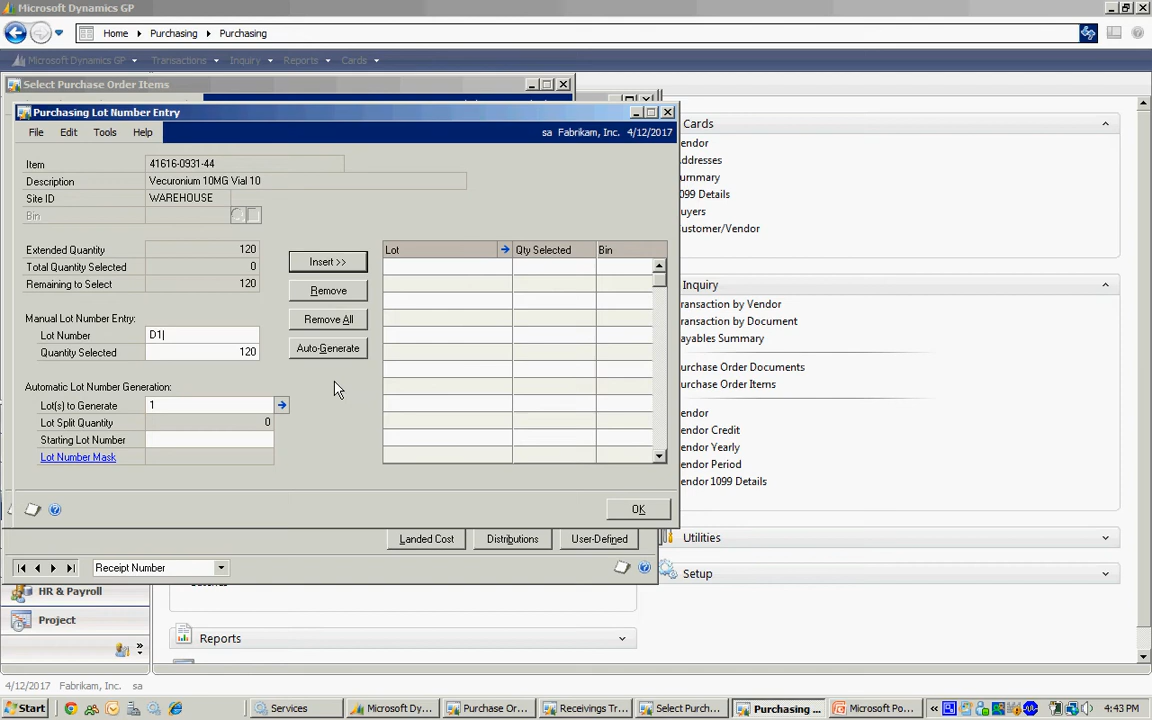 Microsoft Dynamics GP
Home ▸ Purchasing ▸ Purchasing
Microsoft Dynamics GP Transactions Inquiry Reports Cards
Select Purchase Order Items
Purchasing Lot Number Entry
File Edit Tools Help
sa Fabrikam, Inc. 4/12/2017
Item 41616-0931-44
Description Vecuronium 10MG Vial 10
Site ID WAREHOUSE
Bin
Extended Quantity 120
Total Quantity Selected 0
Remaining to Select 120
Manual Lot Number Entry:
Lot Number D1
Quantity Selected 120
Automatic Lot Number Generation:
Lot(s) to Generate 1
Lot Split Quantity 0
Starting Lot Number
Lot Number Mask
Insert >>
Remove
Remove All
Auto-Generate
Lot Qty Selected Bin
OK
Landed Cost Distributions User-Defined
Receipt Number
Cards
endor
ddresses
ummary
099 Details
uyers
ustomer/Vendor
Inquiry
ransaction by Vendor
ransaction by Document
ayables Summary
urchase Order Documents
urchase Order Items
endor
endor Credit
endor Yearly
endor Period
endor 1099 Details
Utilities
Setup
HR & Payroll
Project
Reports
4/12/2017 Fabrikam, Inc. sa
Start
Services
Microsoft Dy...
Purchase Or...
Receivings Tr...
Select Purch...
Purchasing ...
Microsoft Po...
4:43 PM